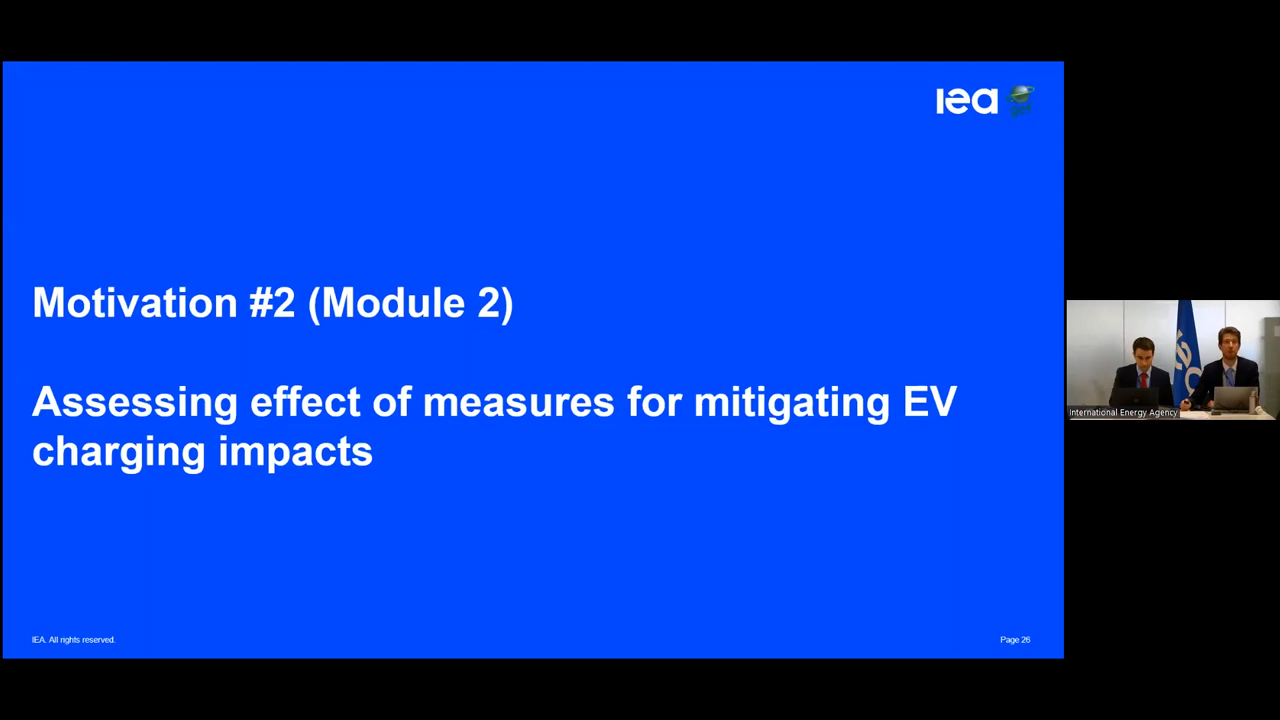 iea
gef
Motivation #2 (Module 2)
Assessing effect of measures for mitigating EV
charging impacts
IEA. All rights reserved.
Page 26
International Energy Agency